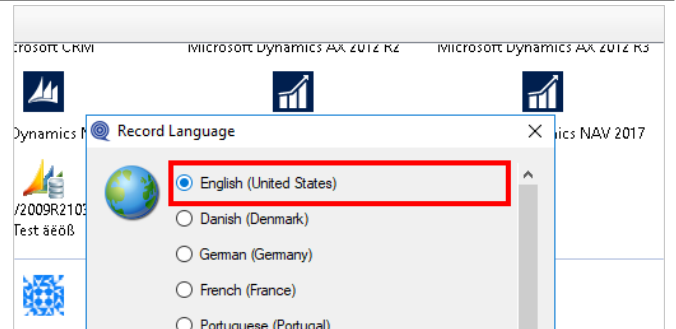 crosoft CRM
Microsoft Dynamics AX 2012 R2
Microsoft Dynamics AX 2012 R3
Dynamics
Record Language
ics NAV 2017
English (United States)
/2009R2103
Danish (Denmark)
Test äëöß
German (Germany)
French (France)
Portuguese (Portugal)